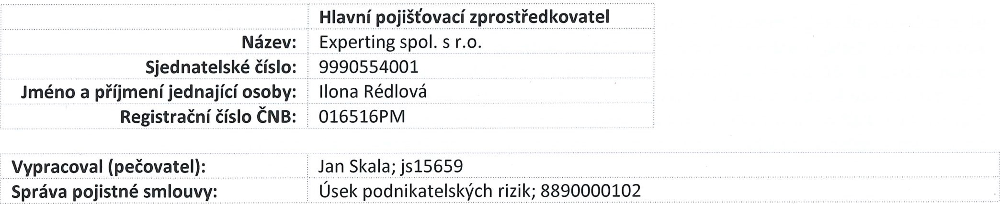 Hlavní pojišťovací zprostředkovatel
Název: Experting spol. s r.o.
Sjednatelské číslo: 9990554001
Jméno a příjmení jednající osoby: Ilona Rédlová
Registrační číslo ČNB: 016516PM
Vypracoval (pečovatel): Jan Skala; js15659
Správa pojistné smlouvy: Úsek podnikatelských rizik; 8890000102